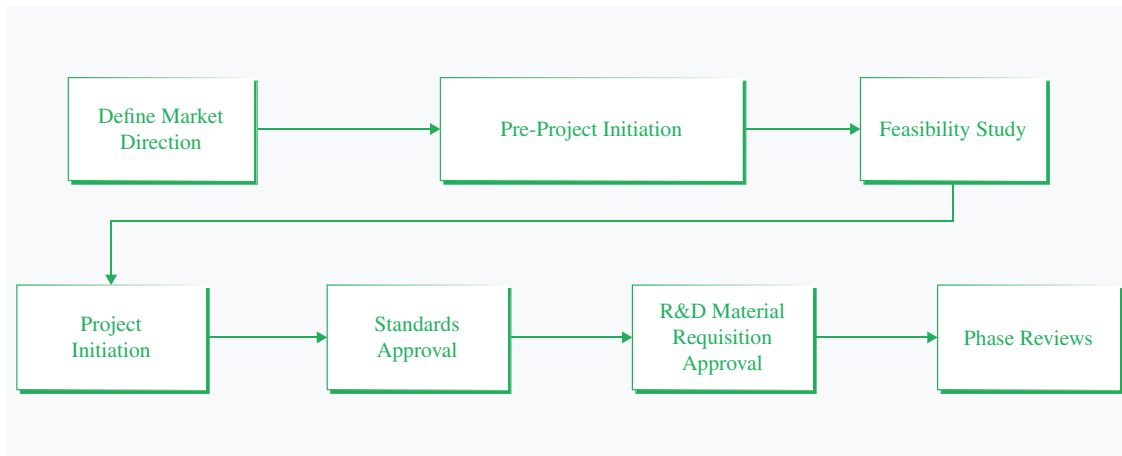 Define Market
Direction
Pre-Project Initiation
Feasibility Study
Project
Initiation
Standards
Approval
R&D Material
Requisition
Approval
Phase Reviews